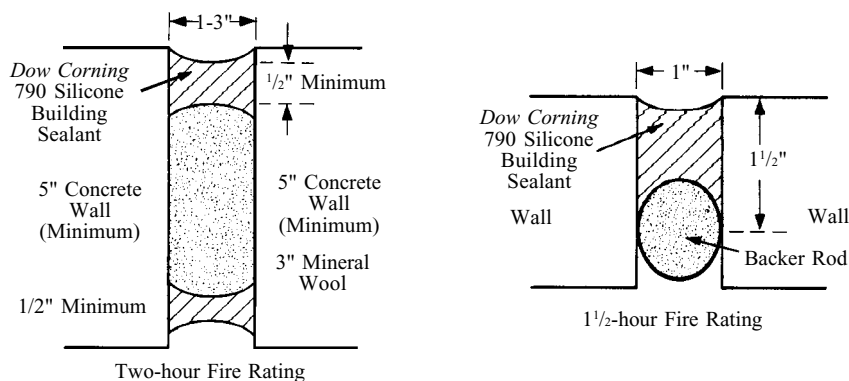 1-3"
Dow Corning
790 Silicone
Building
Sealant
1/2" Minimum
5" Concrete
Wall
(Minimum)
5" Concrete
Wall
(Minimum)
3" Mineral
Wool
1/2" Minimum
Two-hour Fire Rating
1"
Dow Corning
790 Silicone
Building
Sealant
1 1/2"
Wall
Wall
Backer Rod
1 1/2-hour Fire Rating